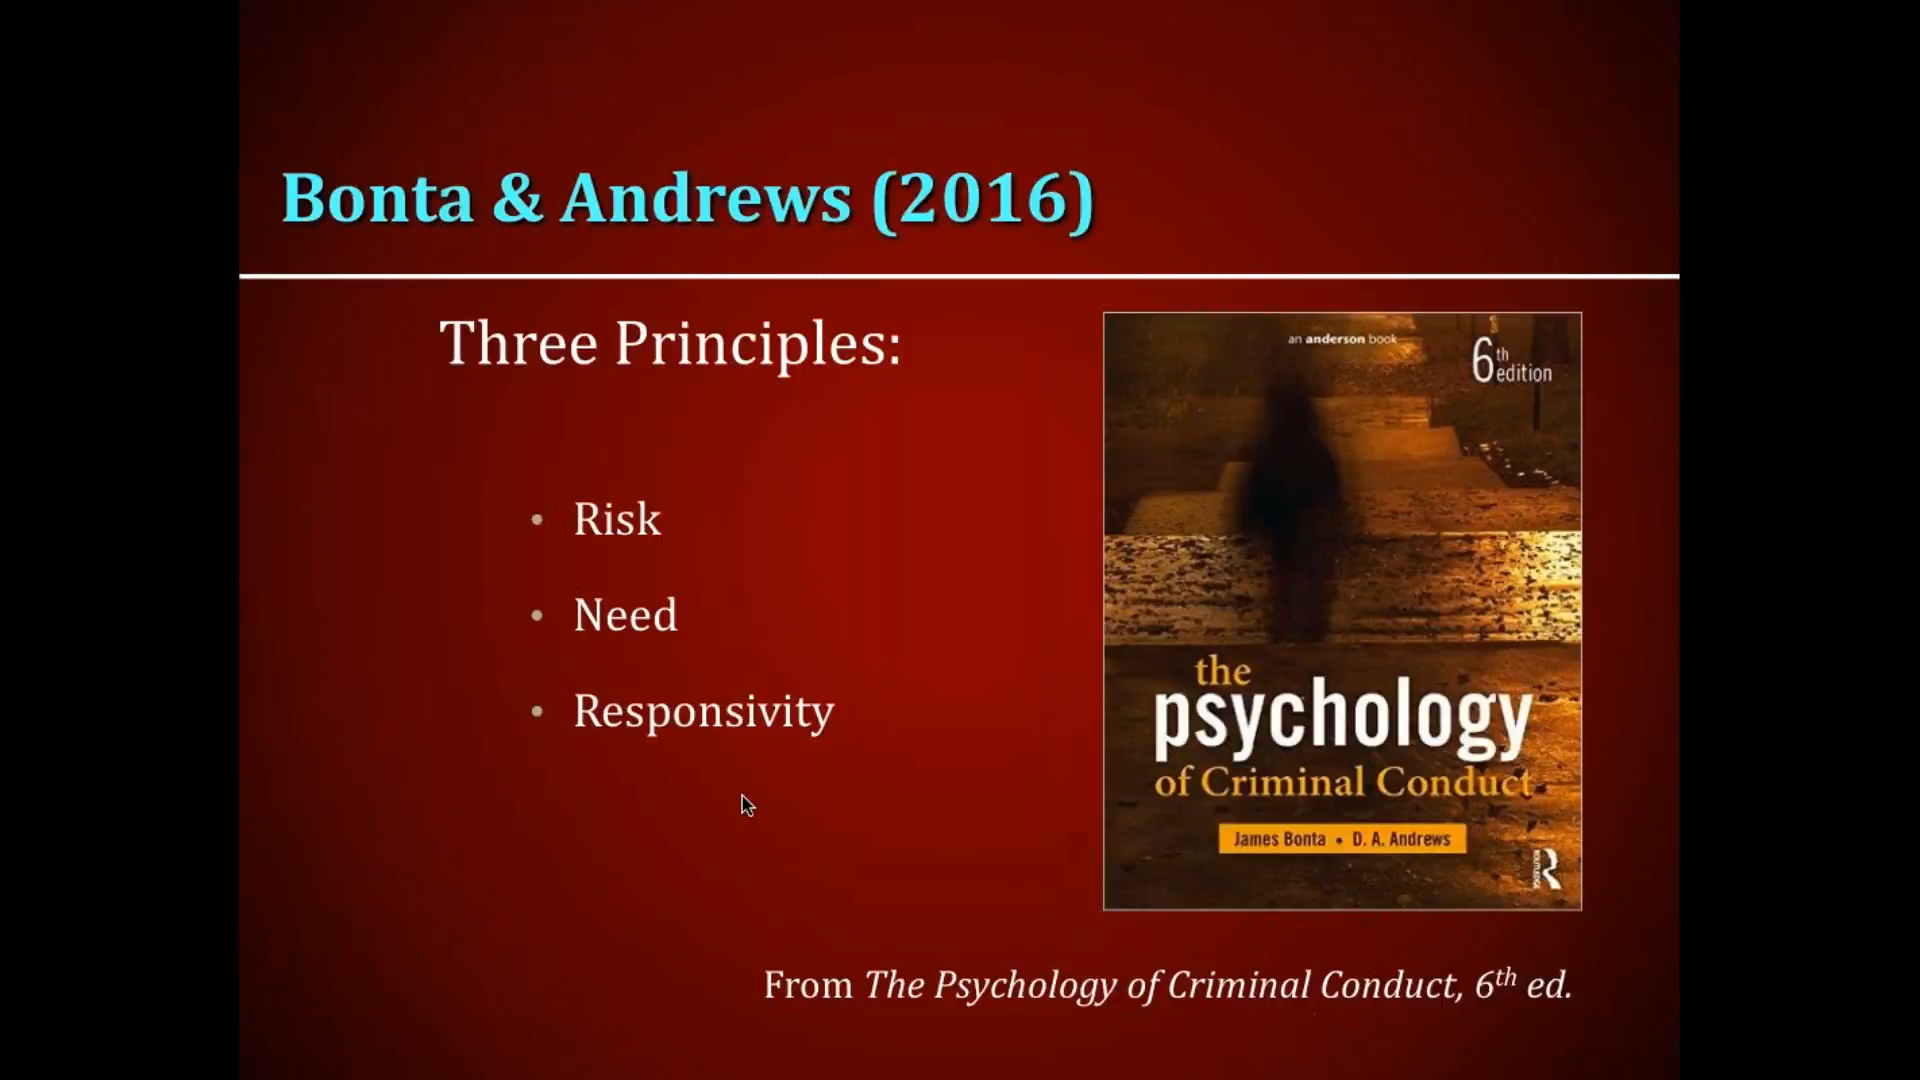 Bonta & Andrews (2016)
Three Principles:
• Risk
• Need
• Responsivity
an anderson book
6th edition
the
psychology
of Criminal Conduct
James Bonta • D. A. Andrews
ROUTLEDGE
From The Psychology of Criminal Conduct, 6th ed.